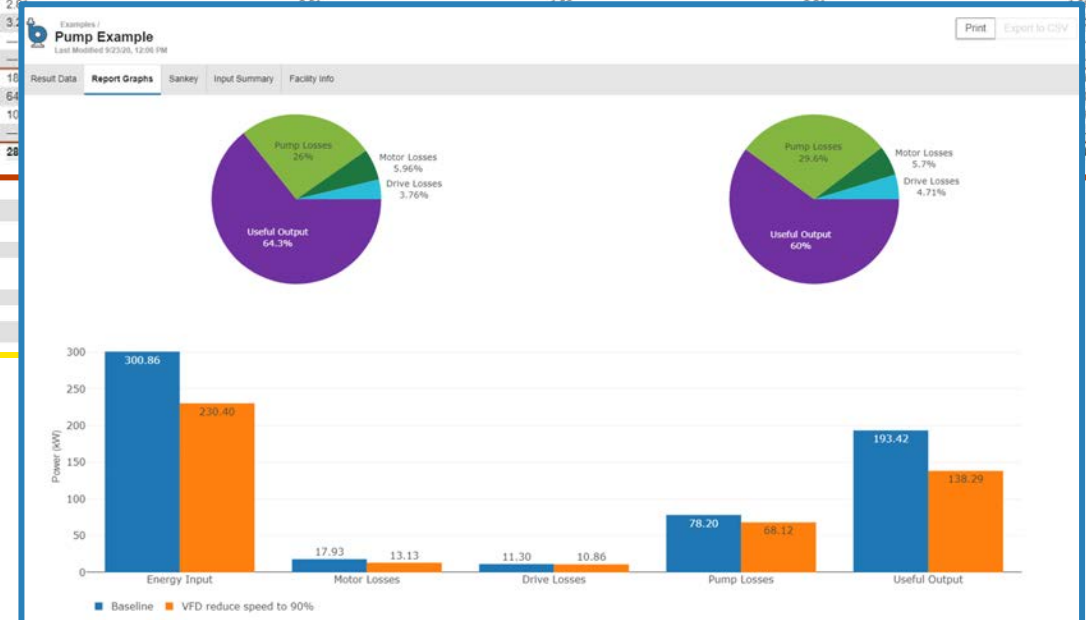 Examples /
Pump Example
Last Modified 9/23/20, 12:06 PM
Print Export to CSV
Result Data Report Graphs Sankey Input Summary Facility Info
Pump Losses
26%
Motor Losses
5.96%
Drive Losses
3.76%
Useful Output
64.3%
Pump Losses
29.6%
Motor Losses
5.7%
Drive Losses
4.71%
Useful Output
60%
Power (kW)
300
250
200
150
100
50
0
300.86
230.40
17.93
13.13
11.30
10.86
78.20
68.12
193.42
138.29
Energy Input Motor Losses Drive Losses Pump Losses Useful Output
Baseline VFD reduce speed to 90%